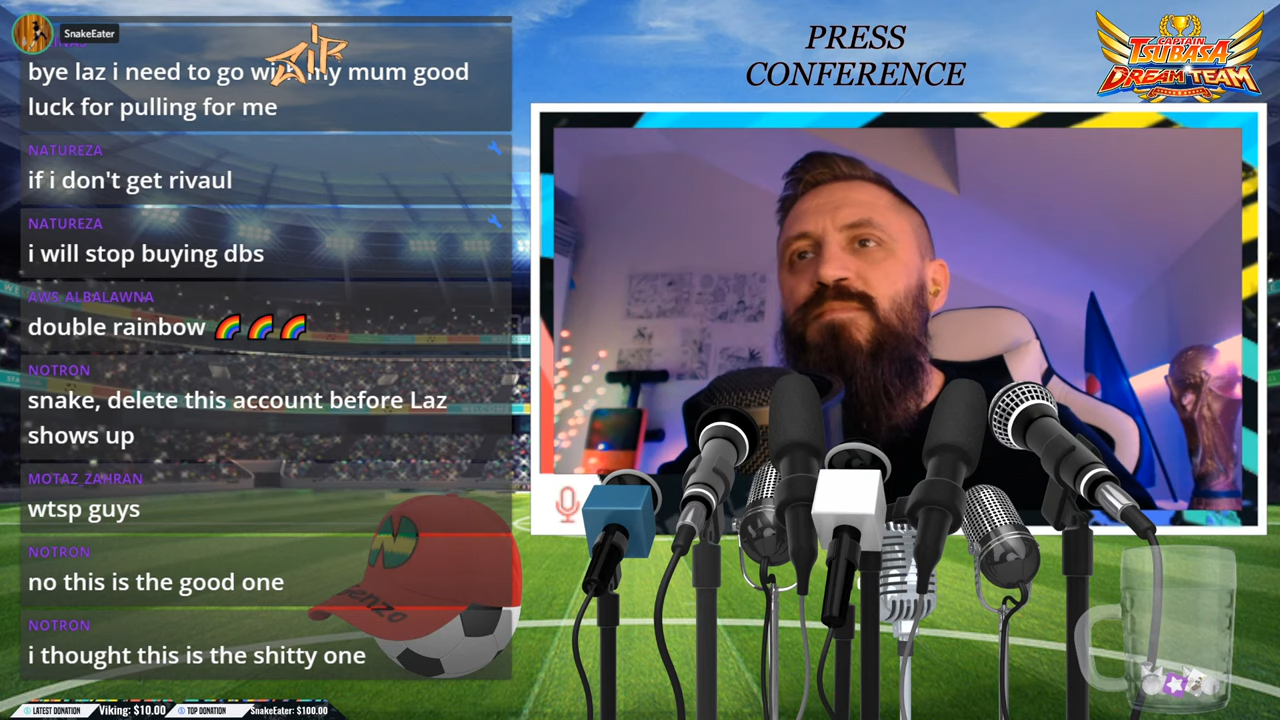 SnakeEater
bye laz i need to go with my mum good
luck for pulling for me
NATUREZA
if i don't get rivaul
NATUREZA
i will stop buying dbs
AWS ALBALAWNA
double rainbow 🌈🌈🌈
NOTRON
snake, delete this account before Laz
shows up
MOTAZ ZAHRAN
wtsp guys
NOTRON
no this is the good one
NOTRON
i thought this is the shitty one
LATEST DONATION
Viking: $10.00
TOP DONATION
SnakeEater: $100.00
PRESS
CONFERENCE
CAPTAIN
TSUBASA
DREAM TEAM
N